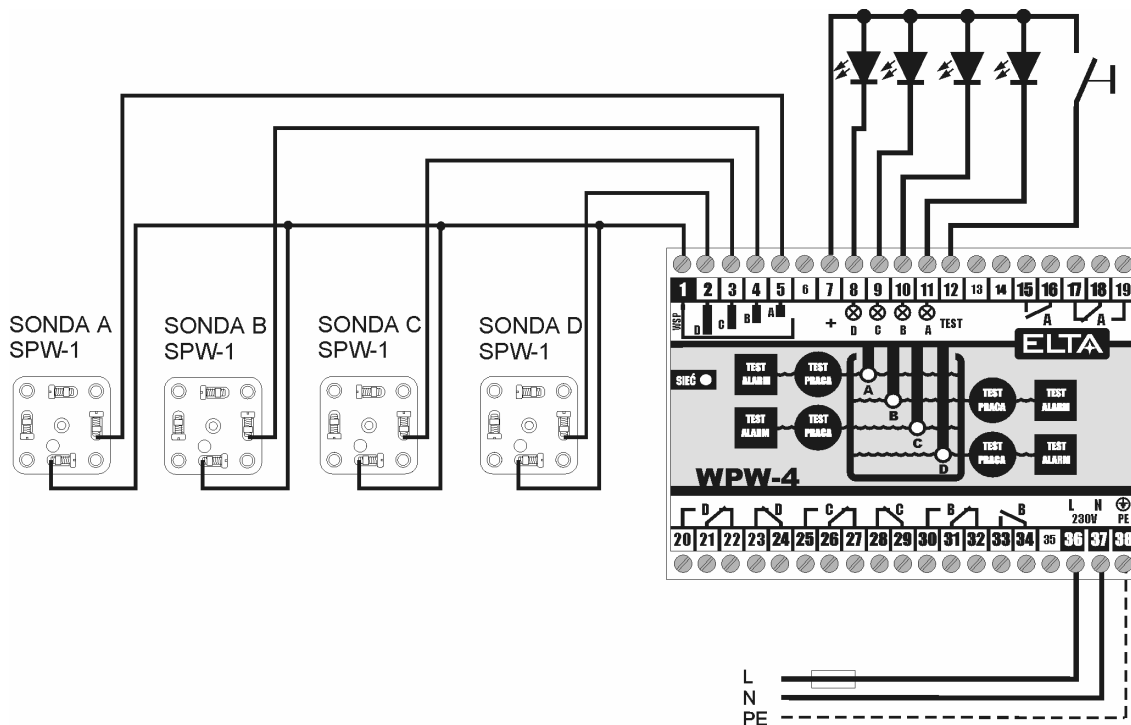 1 2 3 4 5 6 7 8 9 10 11 12 13 14 15 16 17 18 19
WSP D C B A + D C B A TEST A A
ELTA
SONDA A
SPW-1
SONDA B
SPW-1
SONDA C
SPW-1
SONDA D
SPW-1
SIEĆ
TEST
ALARM
TEST
PRACA
TEST
ALARM
TEST
PRACA
A
B
C
D
TEST
PRACA
TEST
ALARM
TEST
PRACA
TEST
ALARM
WPW-4
D D C C B B L N
230V PE
20 21 22 23 24 25 26 27 28 29 30 31 32 33 34 35 36 37 38
L
N
PE